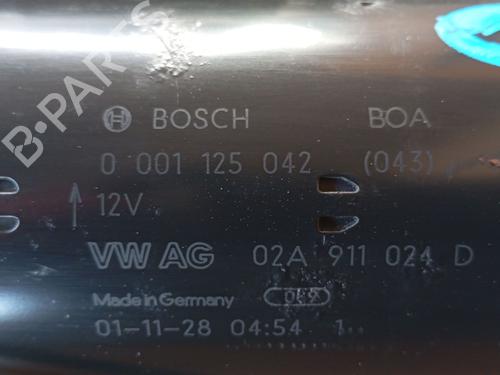 BOSCH BOA
0 001 125 042 (043)
12V
VW AG 02A 911 024 D
Made in Germany
01-11-28 04:54 1
B-PARTS